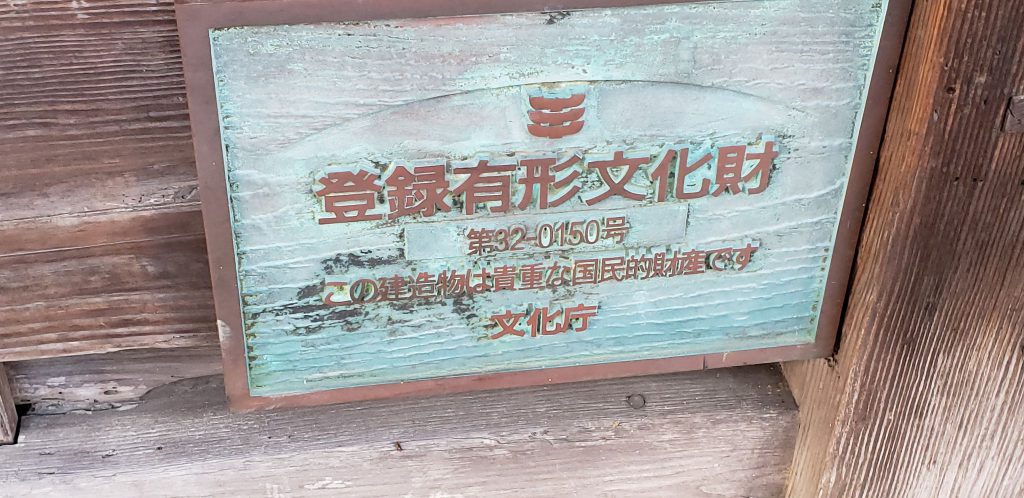 登録有形文化財
第32-0150号
この建造物は貴重な国民的財産です
文化庁